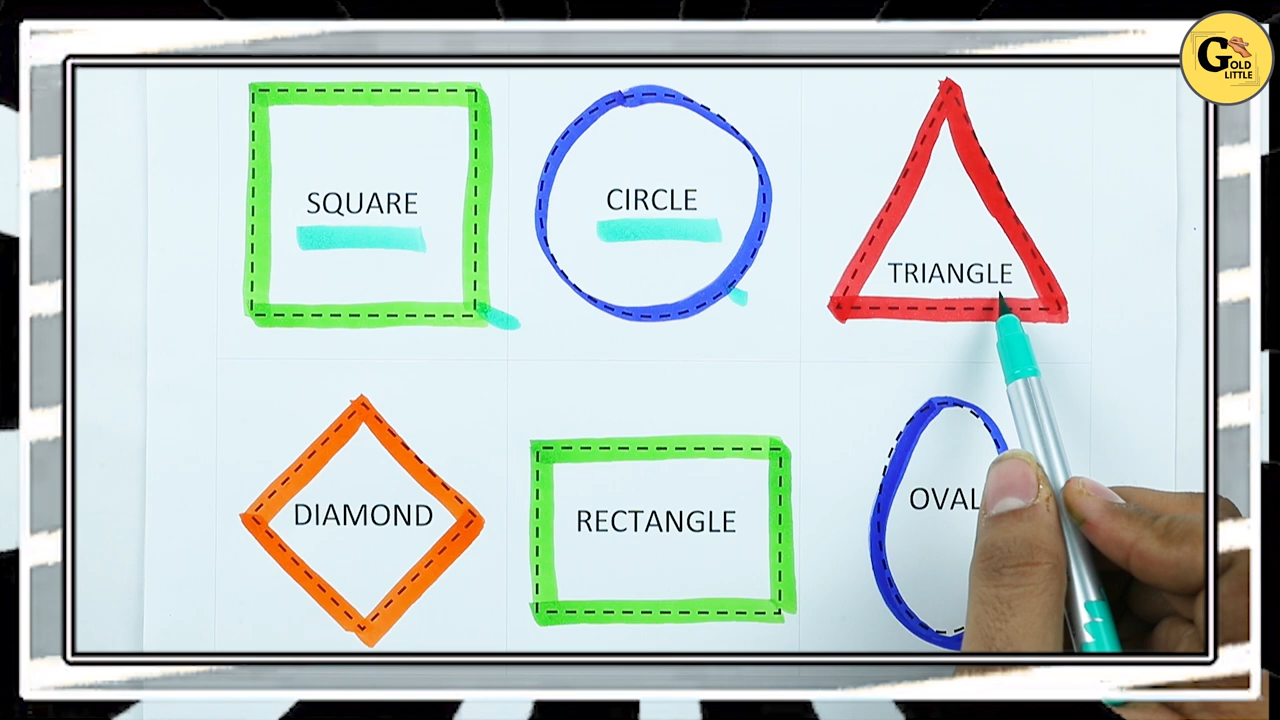 GOLD
LITTLE
SQUARE
CIRCLE
TRIANGLE
DIAMOND
RECTANGLE
OVAL